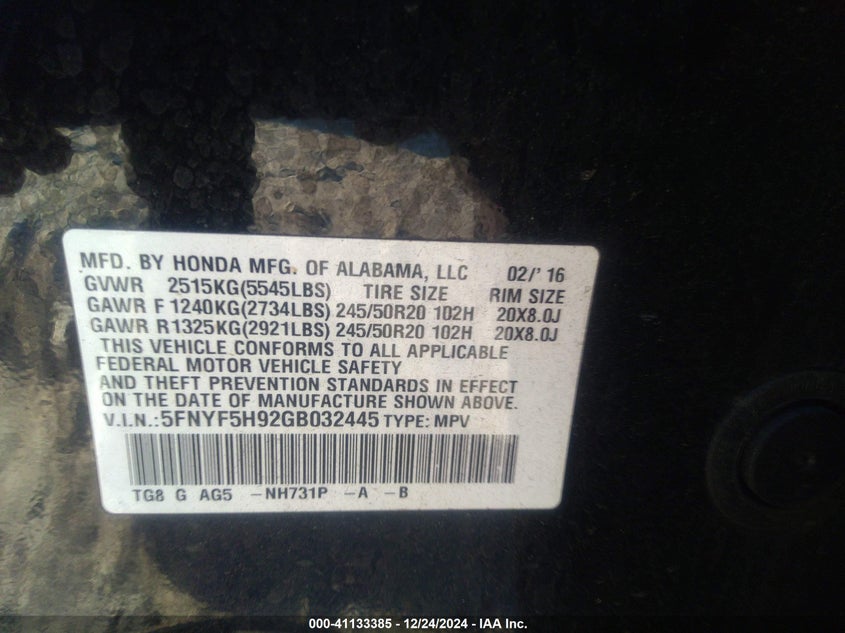 MFD. BY HONDA MFG. OF ALABAMA, LLC 02/' 16
GVWR 2515KG(5545LBS) TIRE SIZE RIM SIZE
GAWR F 1240KG(2734LBS) 245/50R20 102H 20X8.0J
GAWR R1325KG(2921LBS) 245/50R20 102H 20X8.0J
THIS VEHICLE CONFORMS TO ALL APPLICABLE
FEDERAL MOTOR VEHICLE SAFETY
AND THEFT PREVENTION STANDARDS IN EFFECT
ON THE DATE OF MANUFACTURE SHOWN ABOVE.
V.I.N.:5FNYF5H92GB032445 TYPE: MPV
TG8 G AG5 -NH731P -A -B
000-41133385 - 12/24/2024 - IAA Inc.